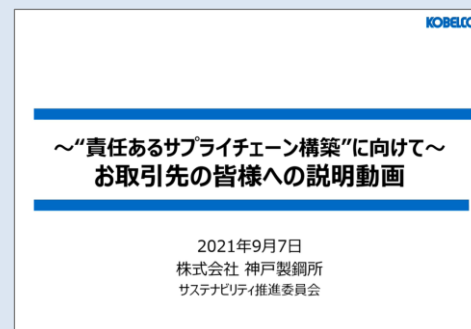 KOBELCO
～“責任あるサプライチェーン構築”に向けて～
お取引先の皆様への説明動画
2021年9月7日
株式会社 神戸製鋼所
サステナビリティ推進委員会